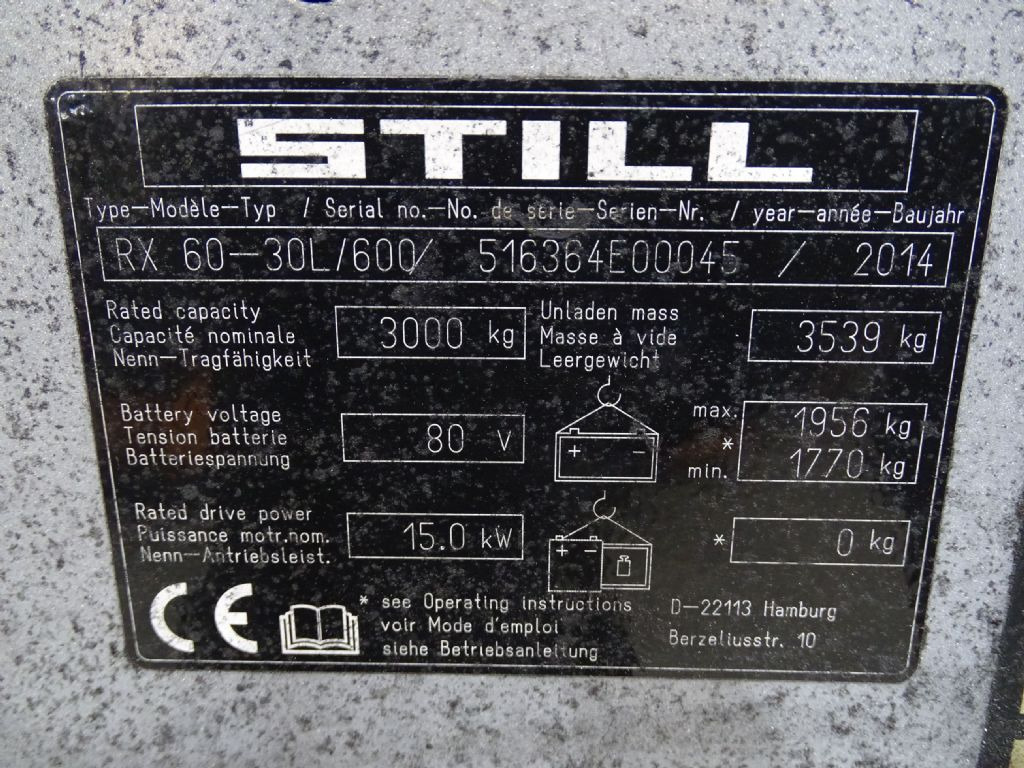 STILL
Type-Modèle-Typ / Serial no.-No. de série-Serien-Nr. / year-année-Baujahr
RX 60-30L/600/ 516364E00045 / 2014
Rated capacity
Capacité nominale
Nenn-Tragfähigkeit
3000 kg
Unladen mass
Masse à vide
Leergewicht
3539 kg
Battery voltage
Tension batterie
Batteriespannung
80 V
+ -
max.
*
min.
1956 kg
1770 kg
Rated drive power
Puissance motr.nom.
Nenn-Antriebsleist.
15.0 kW
+ -
* 0 kg
CE
* see Operating instructions
voir Mode d'emploi
siehe Betriebsanleitung
D-22113 Hamburg
Berzeliusstr. 10